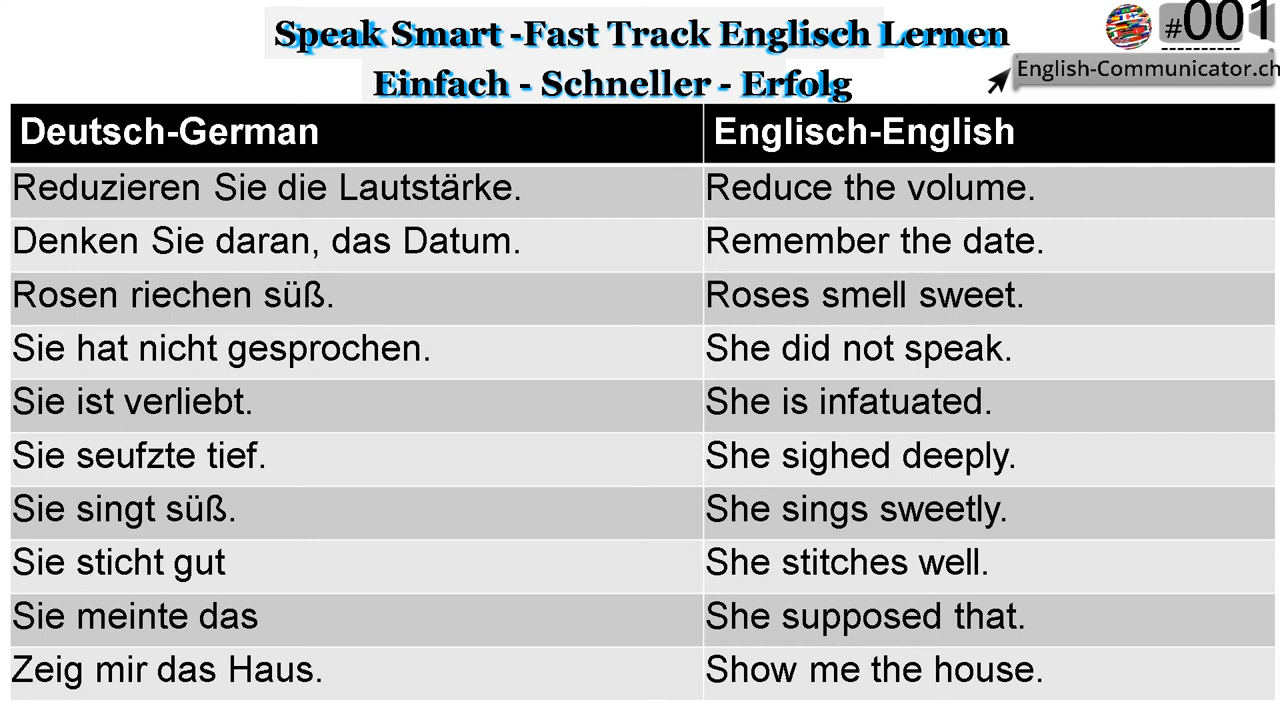 Speak Smart -Fast Track Englisch Lernen
Einfach - Schneller - Erfolg
#001
English-Communicator.ch
Deutsch-German Englisch-English
Reduzieren Sie die Lautstärke. Reduce the volume.
Denken Sie daran, das Datum. Remember the date.
Rosen riechen süß. Roses smell sweet.
Sie hat nicht gesprochen. She did not speak.
Sie ist verliebt. She is infatuated.
Sie seufzte tief. She sighed deeply.
Sie singt süß. She sings sweetly.
Sie sticht gut She stitches well.
Sie meinte das She supposed that.
Zeig mir das Haus. Show me the house.